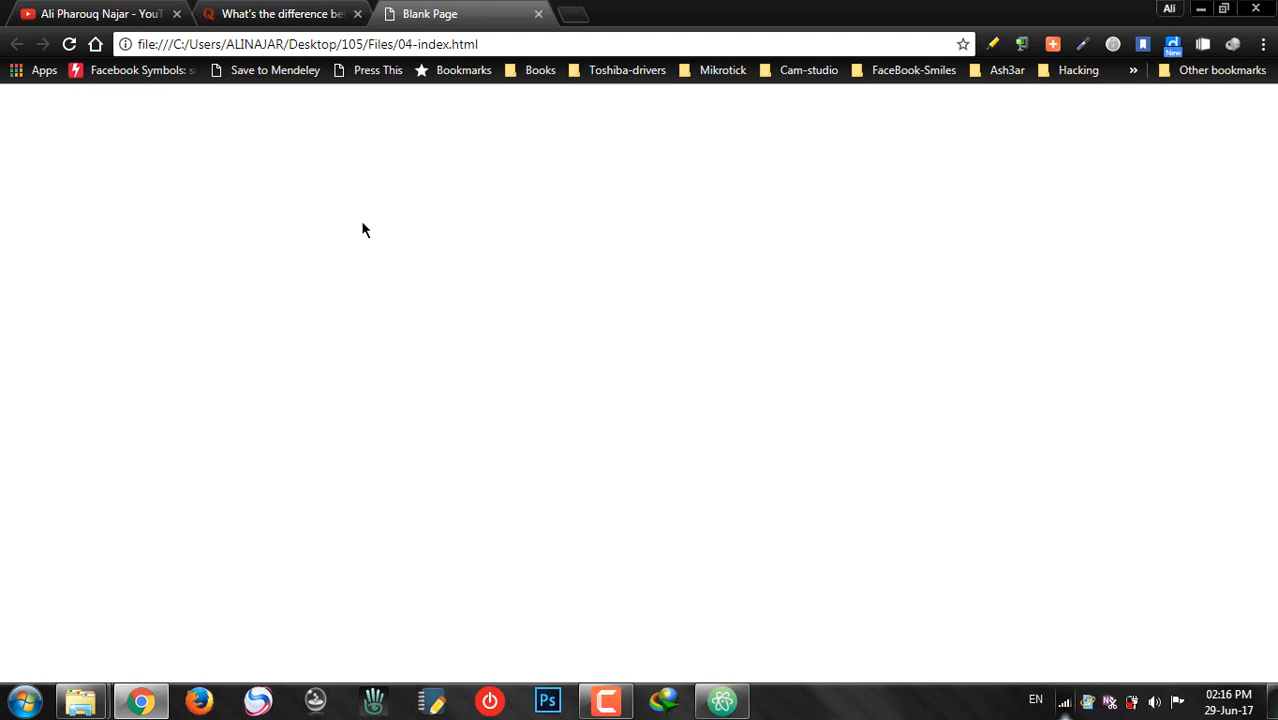 Ali Pharouq Najar - YouT
What's the difference be
Blank Page
Ali
file:///C:/Users/ALINAJAR/Desktop/105/Files/04-index.html
New
Apps
Facebook Symbols: s
Save to Mendeley
Press This
Bookmarks
Books
Toshiba-drivers
Mikrotick
Cam-studio
FaceBook-Smiles
Ash3ar
Hacking
»
Other bookmarks
Ps
EN
02:16 PM
29-Jun-17